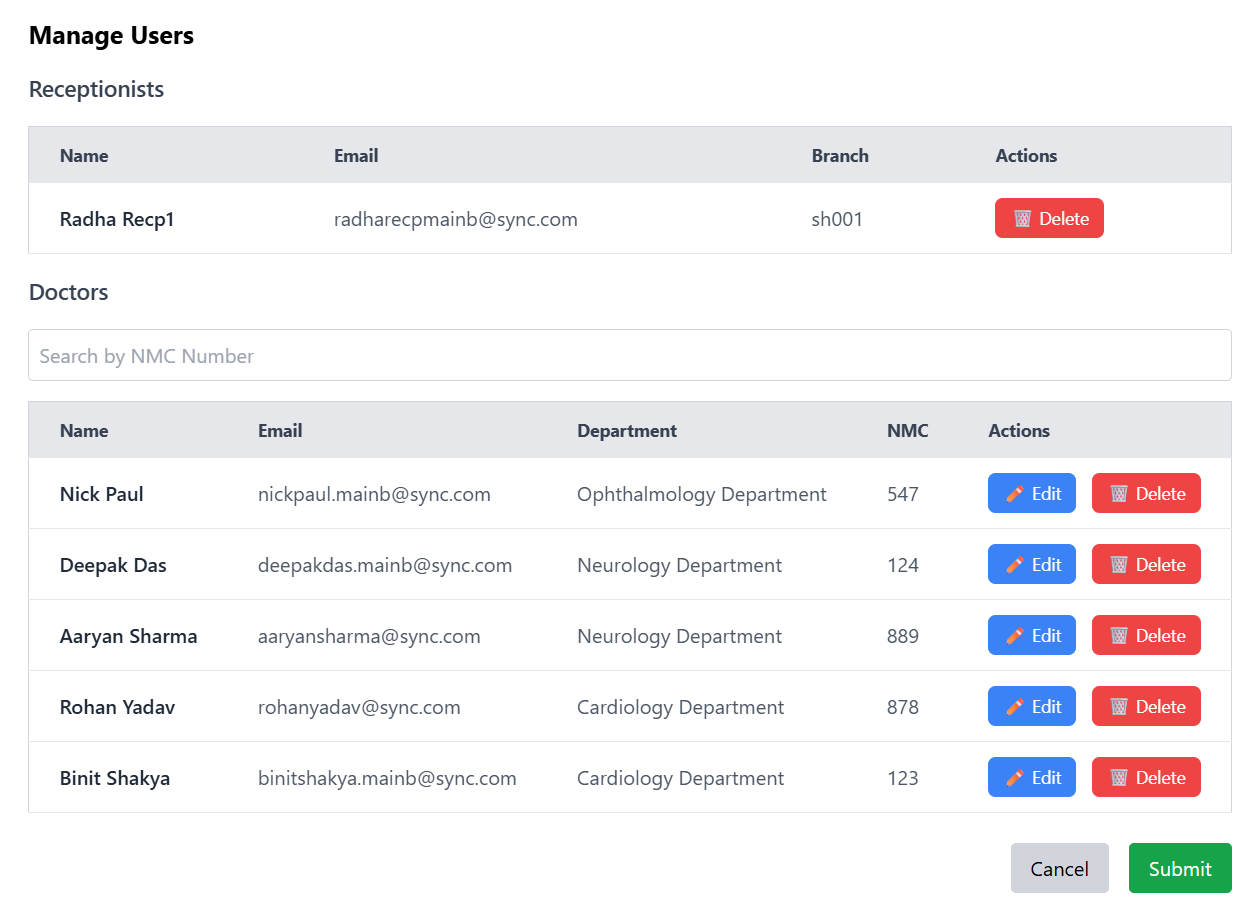 Manage Users
Receptionists
Name Email Branch Actions
Radha Recp1 radharecpmainb@sync.com sh001 Delete
Doctors
Search by NMC Number
Name Email Department NMC Actions
Nick Paul nickpaul.mainb@sync.com Ophthalmology Department 547 Edit Delete
Deepak Das deepakdas.mainb@sync.com Neurology Department 124 Edit Delete
Aaryan Sharma aaryansharma@sync.com Neurology Department 889 Edit Delete
Rohan Yadav rohanyadav@sync.com Cardiology Department 878 Edit Delete
Binit Shakya binitshakya.mainb@sync.com Cardiology Department 123 Edit Delete
Cancel Submit